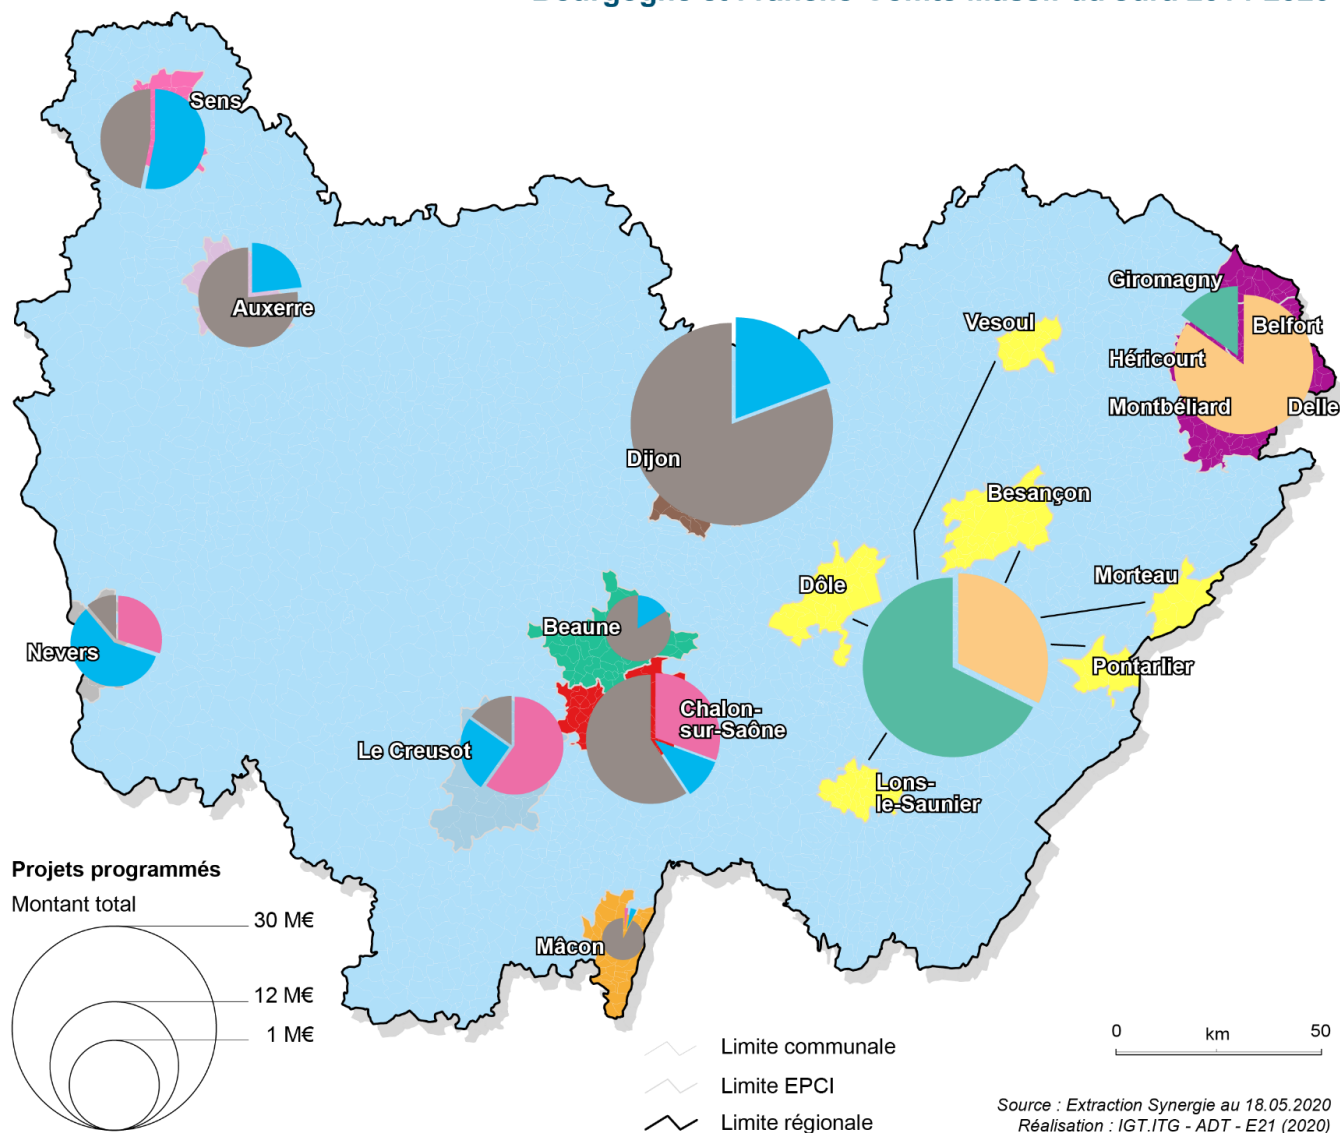 Sens
Auxerre
Dijon
Vesoul
Giromagny
Belfort
Héricourt
Montbéliard
Delle
Besançon
Dôle
Morteau
Pontarlier
Nevers
Beaune
Chalon-
sur-Saône
Le Creusot
Lons-
le-Saunier
Mâcon
Projets programmés
Montant total
30 M€
12 M€
1 M€
Limite communale
Limite EPCI
Limite régionale
0 km 50
Source : Extraction Synergie au 18.05.2020
Réalisation : IGT.ITG - ADT - E21 (2020)